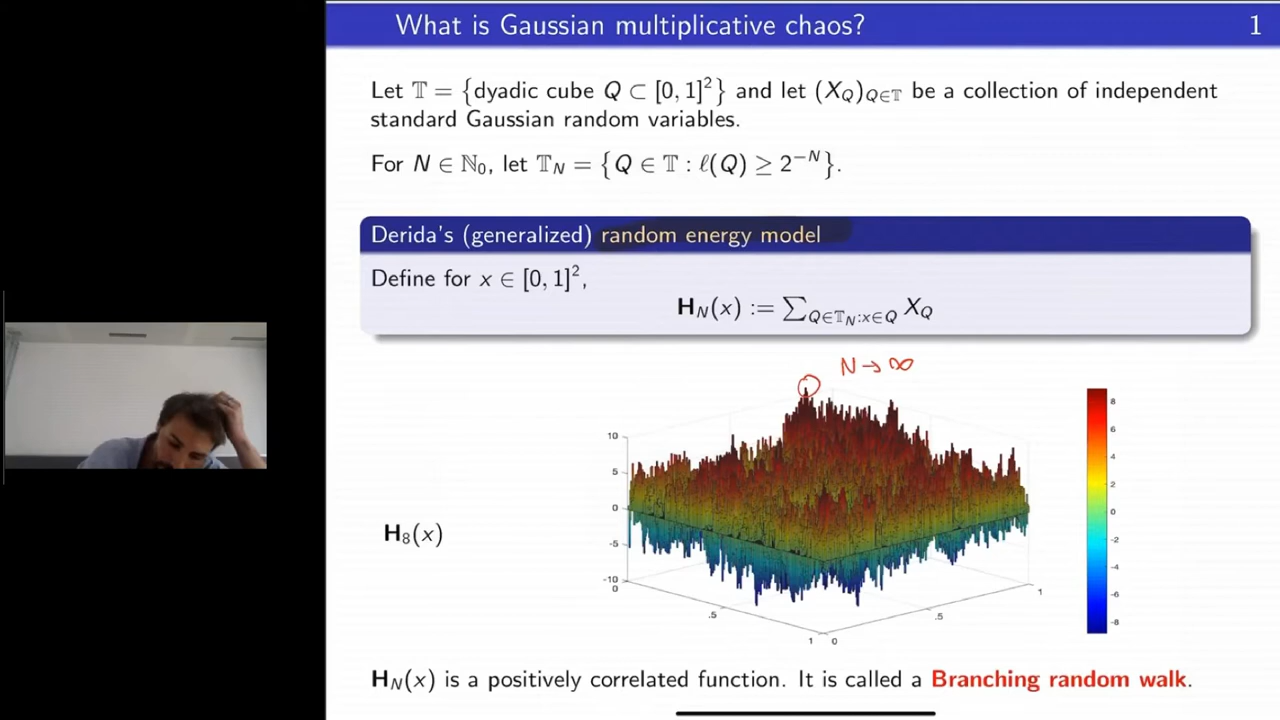 What is Gaussian multiplicative chaos? 1
Let 𝕋 = {dyadic cube Q ⊂ [0, 1]²} and let (X_Q)_{Q∈𝕋} be a collection of independent
standard Gaussian random variables.
For N ∈ ℕ₀, let 𝕋_N = {Q ∈ 𝕋 : ℓ(Q) ≥ 2^{−N}}.
Derida's (generalized) random energy model
Define for x ∈ [0, 1]²,
H_N(x) := ∑_{Q∈𝕋_N:x∈Q} X_Q
N → ∞
10
5
0
-5
-10
0
.5
1
0
.5
1
8
6
4
2
0
-2
-4
-6
-8
H₈(x)
H_N(x) is a positively correlated function. It is called a Branching random walk.